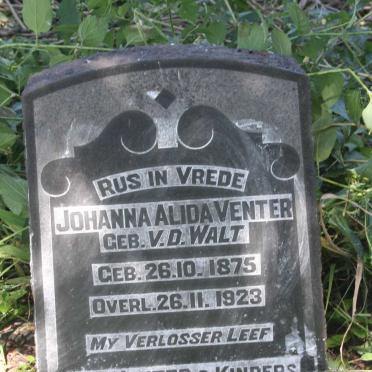 RUS IN VREDE
JOHANNA ALIDA VENTER
GEB. V.D. WALT
GEB. 26.10. 1875
OVERL. 26.11. 1923
MY VERLOSSER LEEF
KINDERS